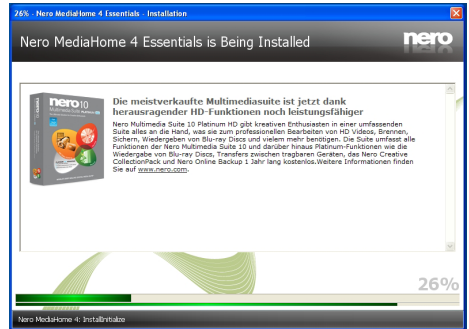 26% - Nero MediaHome 4 Essentials - Installation
Nero MediaHome 4 Essentials is Being Installed
nero
nero 10
Multimedia Suite
Die meistverkaufte Multimediasuite ist jetzt dank
herausragender HD-Funktionen noch leistungsfähiger
Nero Multimedia Suite 10 Platinum HD gibt kreativen Enthusiasten in einer umfassenden
Suite alles an die Hand, was sie zum professionellen Bearbeiten von HD Videos, Brennen,
Sichern, Wiedergeben von Blu-ray Discs und vielem mehr benötigen. Die Suite umfasst alle
Funktionen der Nero Multimedia Suite 10 und darüber hinaus Platinum-Funktionen wie die
Wiedergabe von Blu-ray Discs, Transfers zwischen tragbaren Geräten, das Nero Creative
CollectionPack und Nero Online Backup 1 Jahr lang kostenlos.Weitere Informationen finden
Sie auf www.nero.com.
26%
Nero MediaHome 4: InstallInitialize